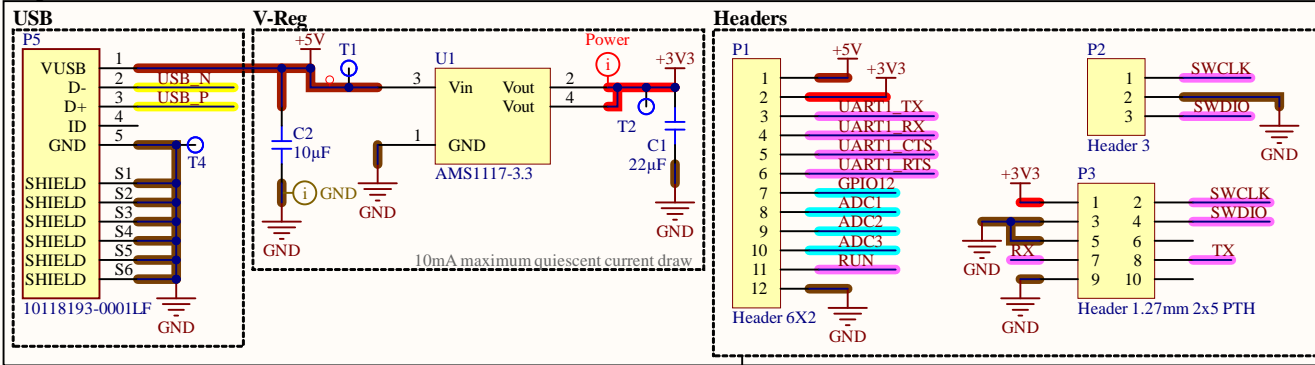 USB
P5
VUSB 1
D- 2 USB_N
D+ 3 USB_P
ID 4
GND 5
T4
SHIELD S1
SHIELD S2
SHIELD S3
SHIELD S4
SHIELD S5
SHIELD S6
10118193-0001LF
GND
V-Reg
+5V
T1
U1
Power
i
+3V3
3 Vin Vout 2
Vout 4
T2
1 GND
AMS1117-3.3
C2
10µF
i GND
GND
GND
C1
22µF
GND
10mA maximum quiescent current draw
Headers
P1
+5V
+3V3
1
2
3 UART1_TX
4 UART1_RX
5 UART1_CTS
6 UART1_RTS
7 GPIO12
8 ADC1
9 ADC2
10 ADC3
11 RUN
12
GND
Header 6X2
P2
1 SWCLK
2
3 SWDIO
GND
Header 3
P3
+3V3
1 2 SWCLK
3 4 SWDIO
5 6
GND
RX 7 8 TX
9 10
GND
Header 1.27mm 2x5 PTH